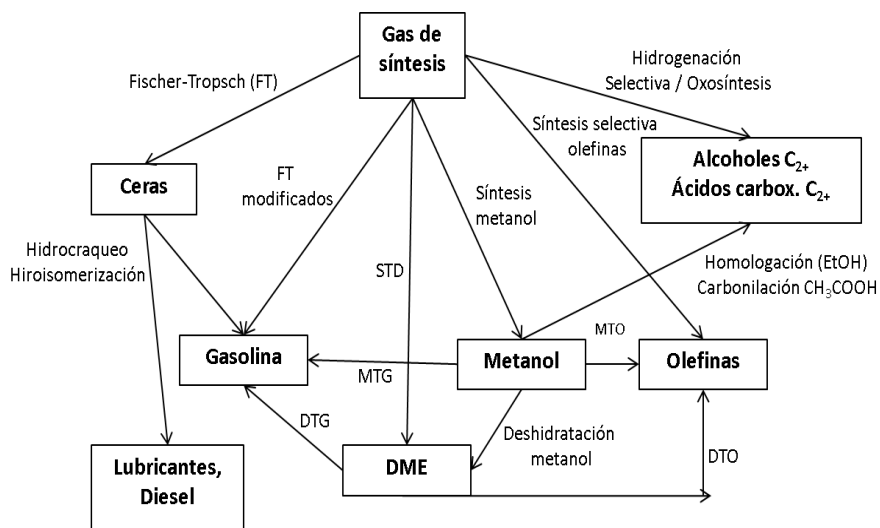 Gas de
síntesis
Fischer-Tropsch (FT)
Hidrogenación
Selectiva / Oxosíntesis
Síntesis selectiva
olefinas
Alcoholes C₂₊
Ácidos carbox. C₂₊
Ceras
FT
modificados
Síntesis
metanol
Hidrocraqueo
Hiroisomerización
STD
Homologación (EtOH)
Carbonilación CH₃COOH
MTO
Gasolina
MTG
Metanol
Olefinas
DTG
Deshidratación
metanol
DTO
Lubricantes,
Diesel
DME